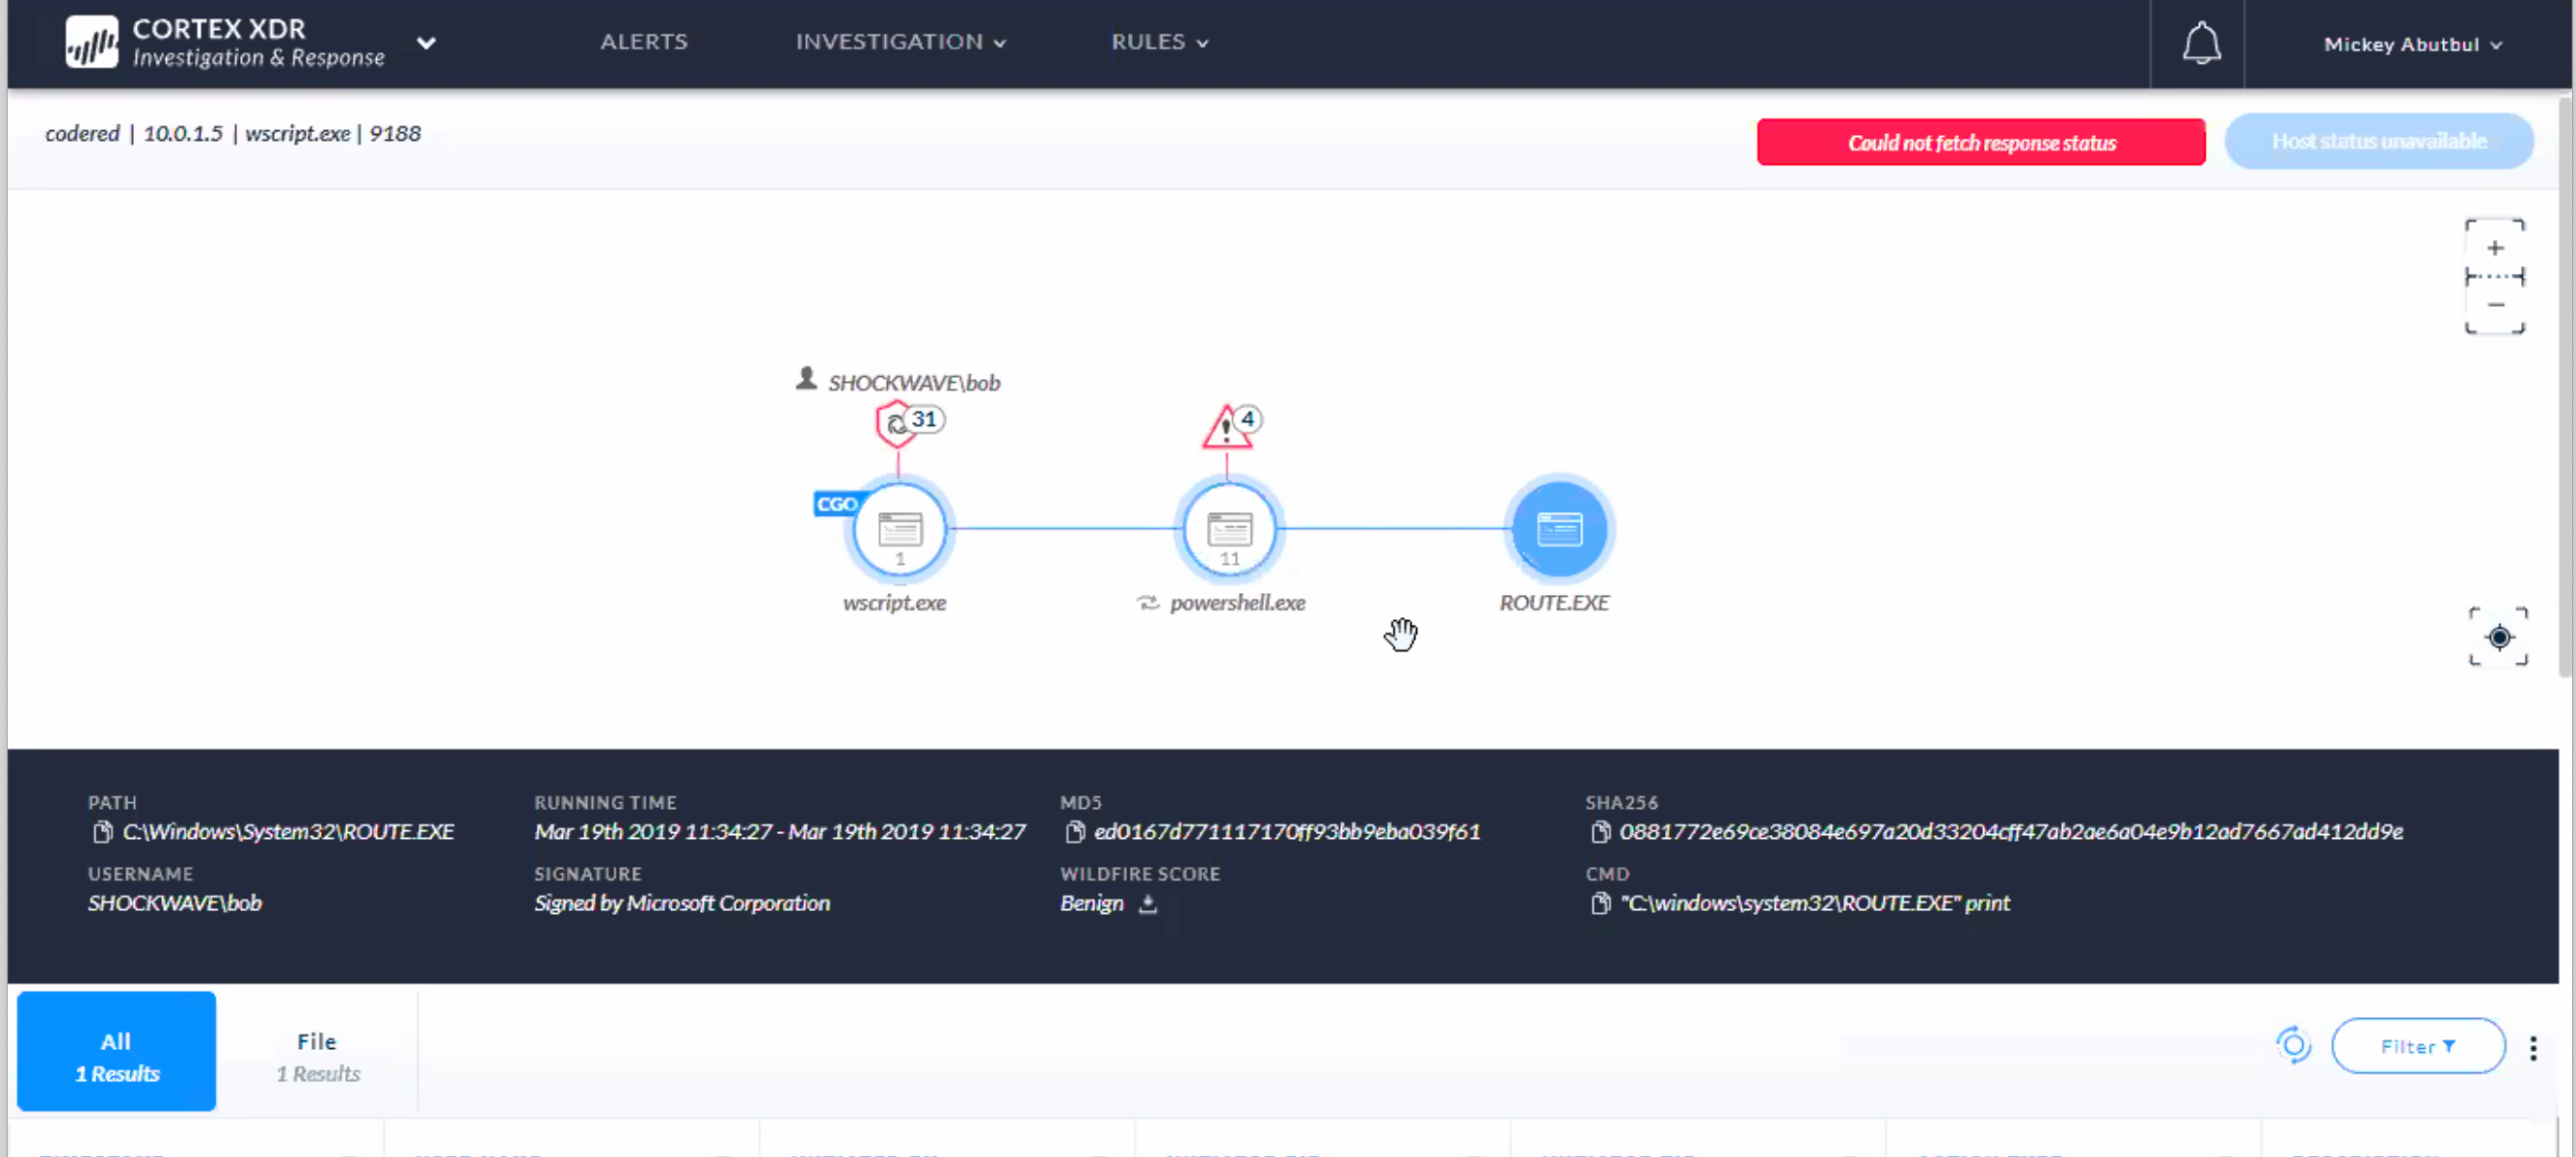 CORTEX XDR
Investigation & Response
ALERTS
INVESTIGATION
RULES
Mickey Abutbul
codered | 10.0.1.5 | wscript.exe | 9188
Could not fetch response status
Host status unavailable
SHOCKWAVE\bob
31
4
CGO
1
11
wscript.exe
powershell.exe
ROUTE.EXE
PATH
C:\Windows\System32\ROUTE.EXE
RUNNING TIME
Mar 19th 2019 11:34:27 - Mar 19th 2019 11:34:27
MD5
ed0167d771117170ff93bb9eba039f61
SHA256
0881772e69ce38084e697a20d33204cff47ab2ae6a04e9b12ad7667ad412dd9e
USERNAME
SHOCKWAVE\bob
SIGNATURE
Signed by Microsoft Corporation
WILDFIRE SCORE
Benign
CMD
"C:\windows\system32\ROUTE.EXE" print
All
1 Results
File
1 Results
Filter